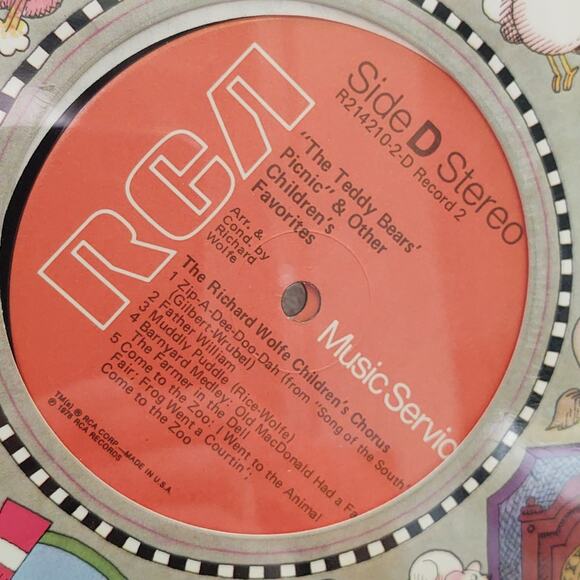 RCA
Side D Stereo
R214210-2-D Record 2
"The Teddy Bears'
Picnic" & Other
Children's
Favorites
Arr. &
Cond. by
Richard
Wolfe
Music Servic
The Richard Wolfe Children's Chorus
1 Zip-A-Dee-Doo-Dah (from "Song of the South"
(Gilbert-Wrubel)
2 Father William
3 Muddly Puddle (Rice-Wolfe)
4 Barnyard Medley: Old MacDonald Had a Fa
The Farmer in the Dell
5 Come to the Zoo: I Went to the Animal
Fair; Frog Went a Courtin';
Come to the Zoo
TM(s) ® RCA CORP. MADE IN U.S.A.
℗ 1976 RCA RECORDS